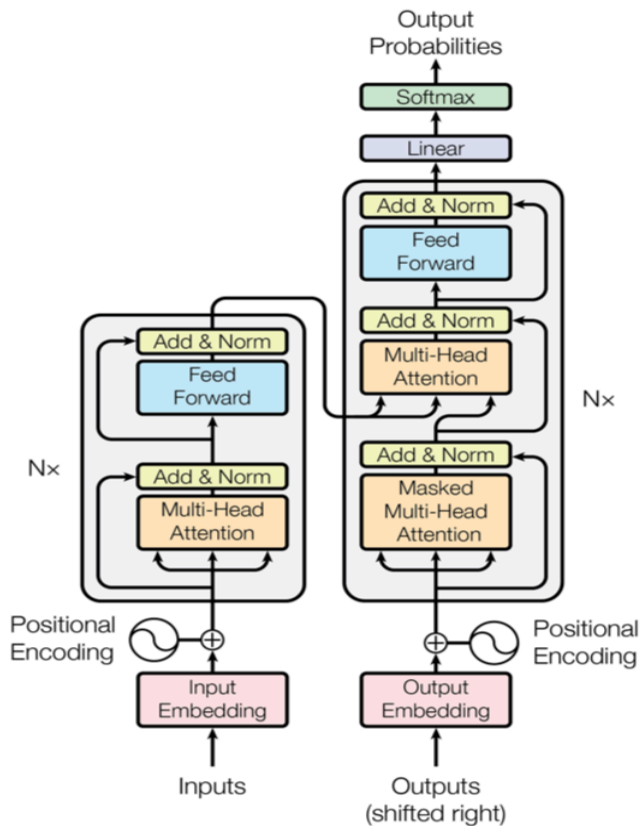 Output
Probabilities
Softmax
Linear
Add & Norm
Feed
Forward
Add & Norm
Multi-Head
Attention
Add & Norm
Masked
Multi-Head
Attention
N×
Add & Norm
Feed
Forward
Add & Norm
Multi-Head
Attention
N×
Positional
Encoding
Positional
Encoding
Input
Embedding
Output
Embedding
Inputs
Outputs
(shifted right)